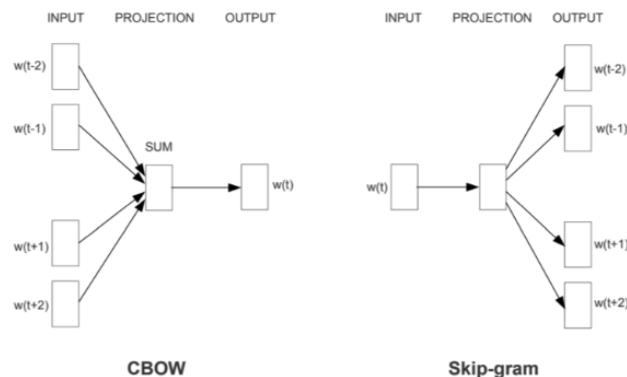 INPUT PROJECTION OUTPUT
w(t-2)
w(t-1)
SUM
w(t)
w(t+1)
w(t+2)
CBOW
INPUT PROJECTION OUTPUT
w(t-2)
w(t-1)
w(t)
w(t+1)
w(t+2)
Skip-gram